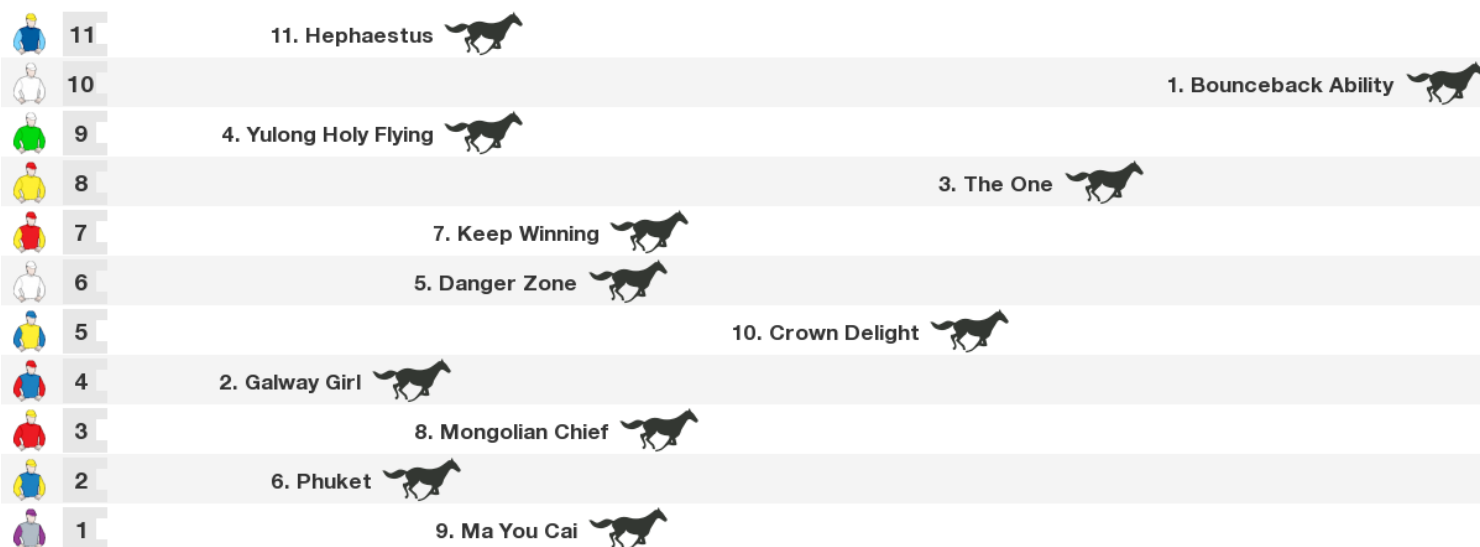 11 11. Hephaestus
10 1. Bounceback Ability
9 4. Yulong Holy Flying
8 3. The One
7 7. Keep Winning
6 5. Danger Zone
5 10. Crown Delight
4 2. Galway Girl
3 8. Mongolian Chief
2 6. Phuket
1 9. Ma You Cai